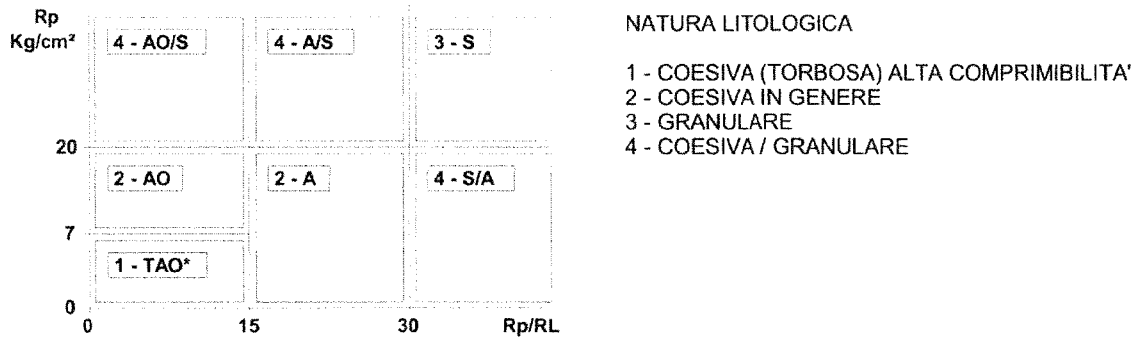 Rp
Kg/cm²
4 - AO/S
4 - A/S
3 - S
20
2 - AO
2 - A
4 - S/A
7
1 - TAO*
0
0
15
30
Rp/RL
NATURA LITOLOGICA
1 - COESIVA (TORBOSA) ALTA COMPRIMIBILITA'
2 - COESIVA IN GENERE
3 - GRANULARE
4 - COESIVA / GRANULARE